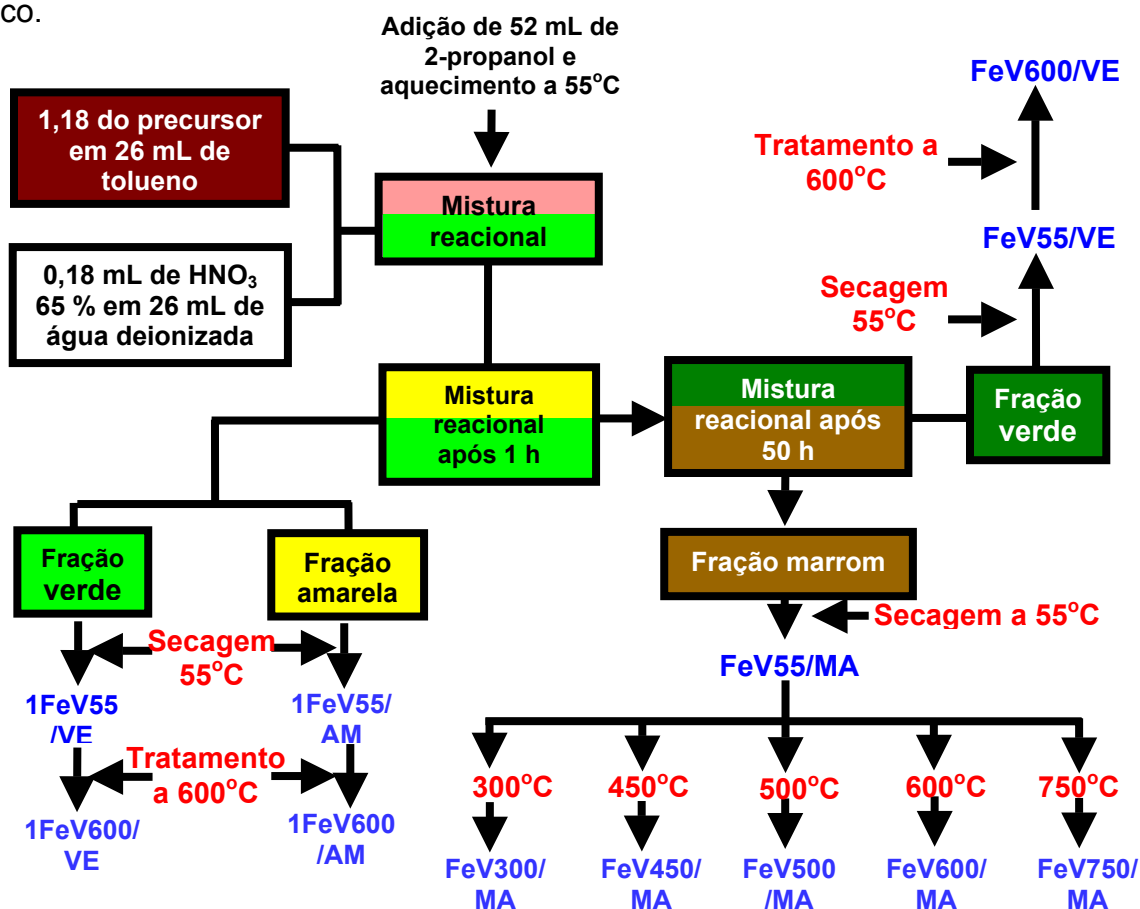 co.
Adição de 52 mL de
2-propanol e
aquecimento a 55°C
1,18 do precursor
em 26 mL de
tolueno
0,18 mL de HNO₃
65 % em 26 mL de
água deionizada
Mistura
reacional
FeV600/VE
Tratamento a
600°C
FeV55/VE
Secagem
55°C
Mistura
reacional
após 1 h
Mistura
reacional após
50 h
Fração
verde
Fração
verde
Fração
amarela
Fração marrom
Secagem
55°C
Secagem a 55°C
1FeV55
/VE
1FeV55/
AM
FeV55/MA
Tratamento
a 600°C
1FeV600/
VE
1FeV600
/AM
300°C
450°C
500°C
600°C
750°C
FeV300/
MA
FeV450/
MA
FeV500
/MA
FeV600/
MA
FeV750/
MA